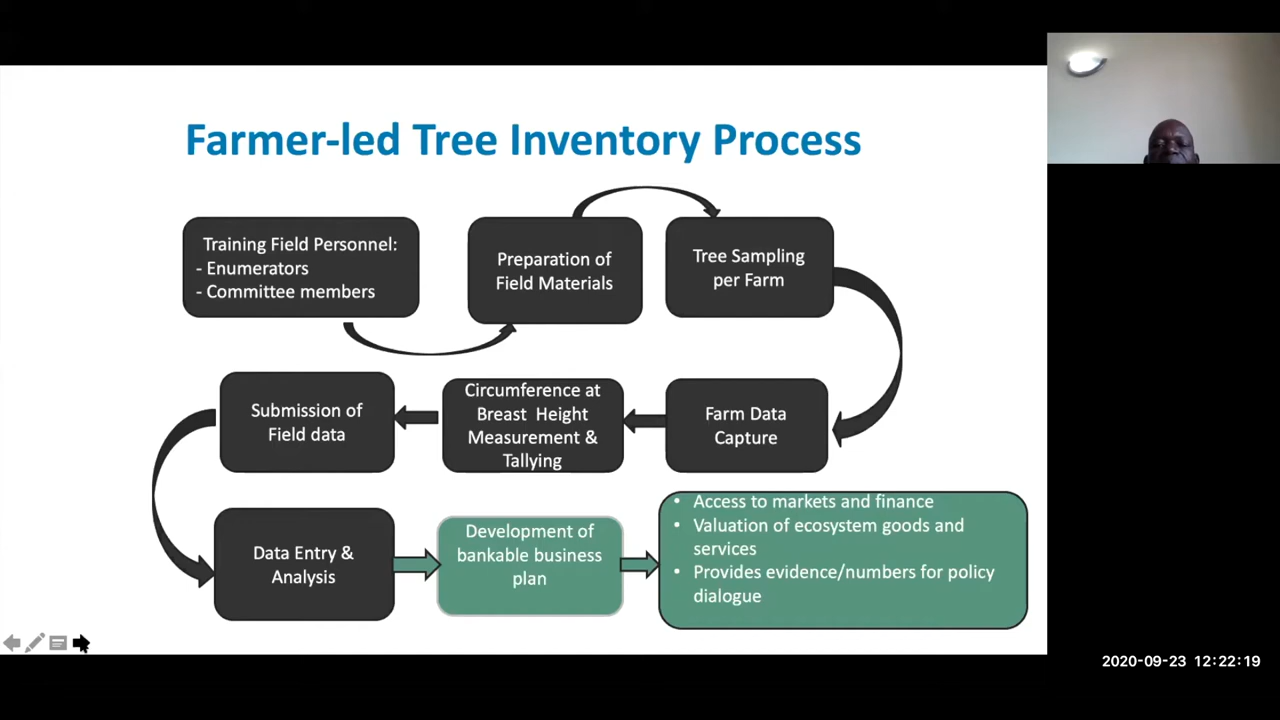 Farmer-led Tree Inventory Process
Training Field Personnel:
- Enumerators
- Committee members
Preparation of
Field Materials
Tree Sampling
per Farm
Farm Data
Capture
Circumference at
Breast Height
Measurement &
Tallying
Submission of
Field data
Data Entry &
Analysis
Development of
bankable business
plan
• Access to markets and finance
• Valuation of ecosystem goods and
services
• Provides evidence/numbers for policy
dialogue
2020-09-23 12:22:19